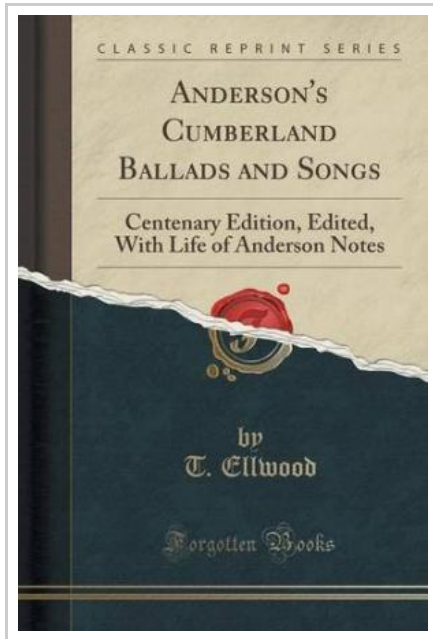 CLASSIC REPRINT SERIES
ANDERSON'S
CUMBERLAND
BALLADS AND SONGS
Centenary Edition, Edited,
With Life of Anderson Notes
by
T. Ellwood
Forgotten Books